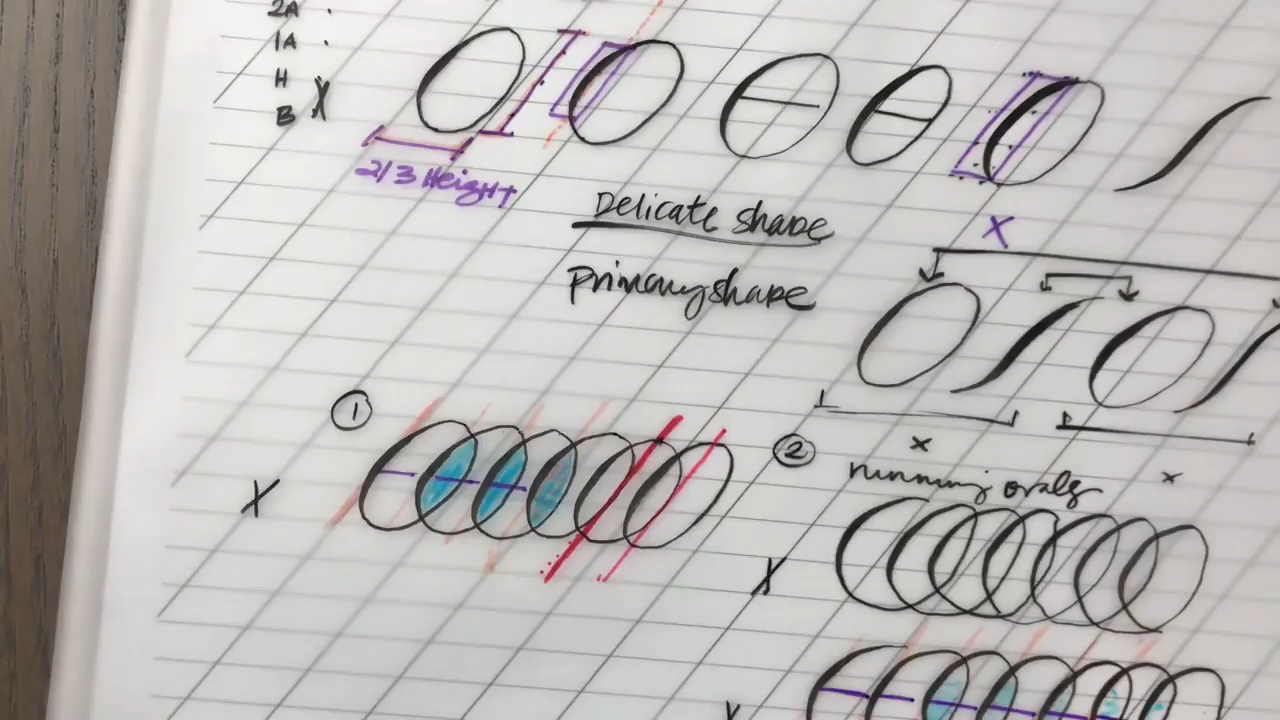 2A
1A
H
B X
2/3 Height
Delicate shape
Primary shape
X
x
x
1
X
2
running ovals
X